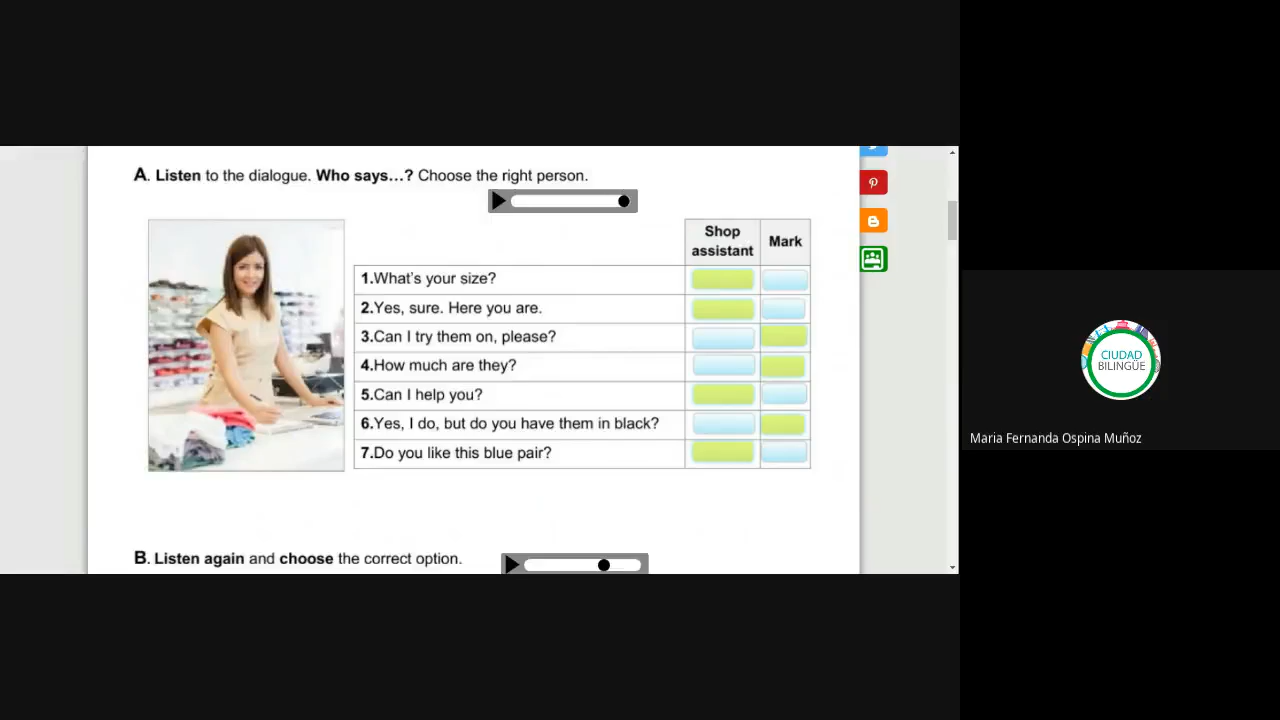 A. Listen to the dialogue. Who says...? Choose the right person.
Shop assistant
Mark
1.What's your size?
2.Yes, sure. Here you are.
3.Can I try them on, please?
4.How much are they?
5.Can I help you?
6.Yes, I do, but do you have them in black?
7.Do you like this blue pair?
B. Listen again and choose the correct option.
CIUDAD
BILINGÜE
Maria Fernanda Ospina Muñoz